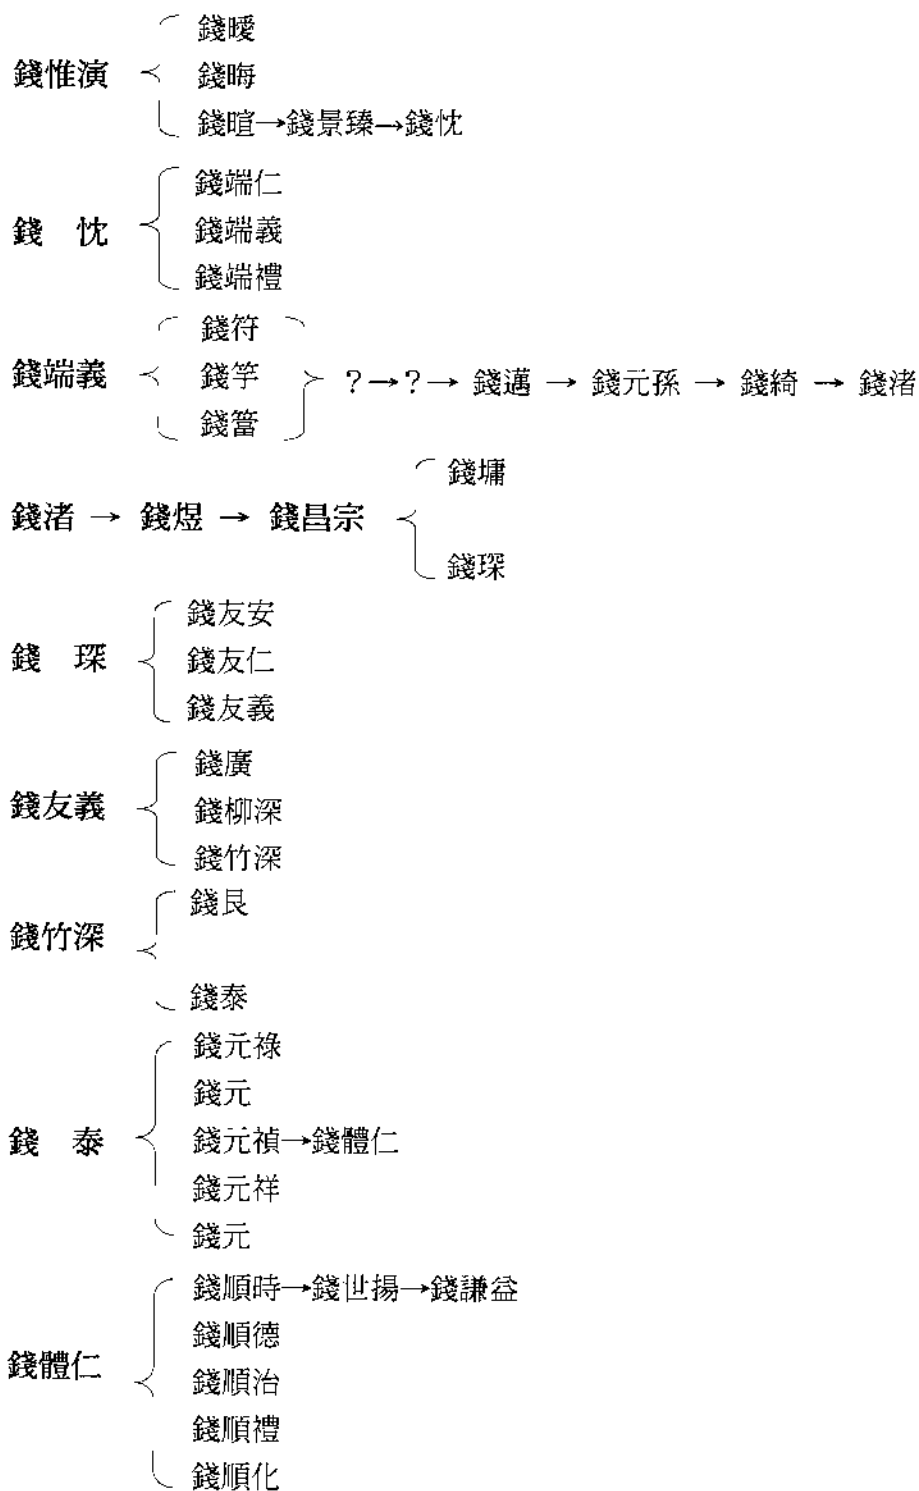 錢曖
錢惟演
錢晦
錢暄→錢景臻→錢忱
錢端仁
錢　忱
錢端義
錢端禮
錢符
錢端義
錢竽
?→?→ 錢邁 → 錢元孫 → 錢綺 → 錢渚
錢簹
錢墉
錢渚 → 錢煜 → 錢昌宗
錢琛
錢友安
錢　琛
錢友仁
錢友義
錢廣
錢友義
錢柳深
錢竹深
錢艮
錢竹深
錢泰
錢元祿
錢元
錢　泰
錢元禎→錢體仁
錢元祥
錢元
錢順時→錢世揚→錢謙益
錢順德
錢體仁
錢順治
錢順禮
錢順化